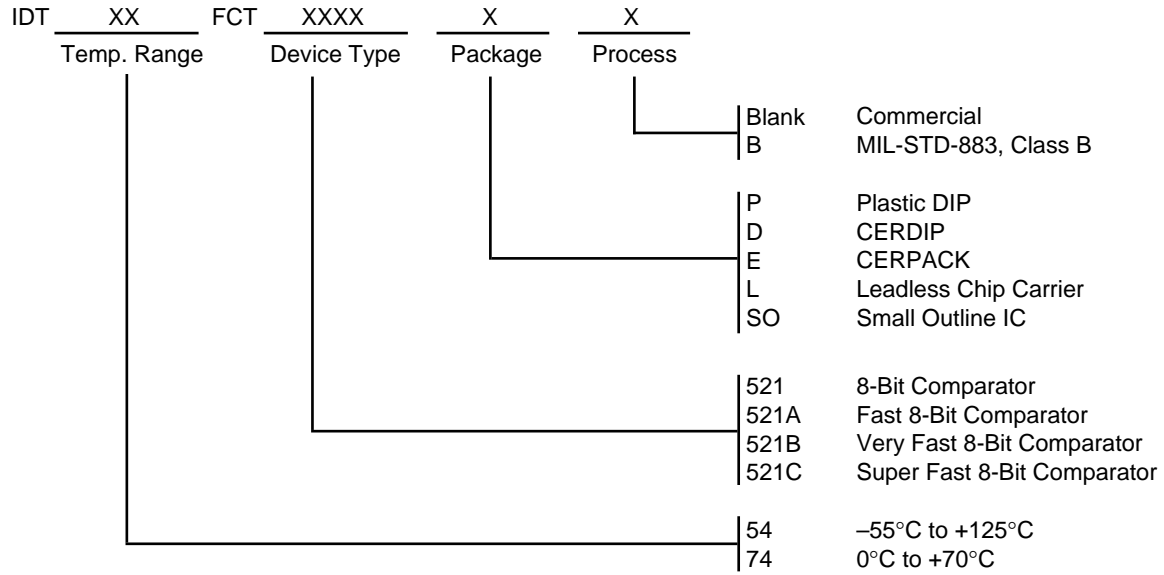 IDT XX FCT XXXX X X
Temp. Range Device Type Package Process
Blank Commercial
B MIL-STD-883, Class B
P Plastic DIP
D CERDIP
E CERPACK
L Leadless Chip Carrier
SO Small Outline IC
521 8-Bit Comparator
521A Fast 8-Bit Comparator
521B Very Fast 8-Bit Comparator
521C Super Fast 8-Bit Comparator
54 –55°C to +125°C
74 0°C to +70°C